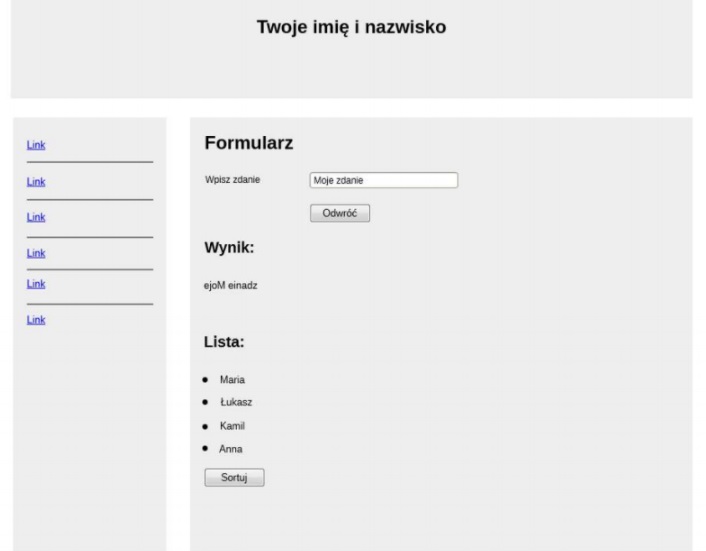 Twoje imię i nazwisko
Link
Link
Link
Link
Link
Link
Formularz
Wpisz zdanie Moje zdanie
Odwróć
Wynik:
ejoM einadz
Lista:
Maria
Łukasz
Kamil
Anna
Sortuj